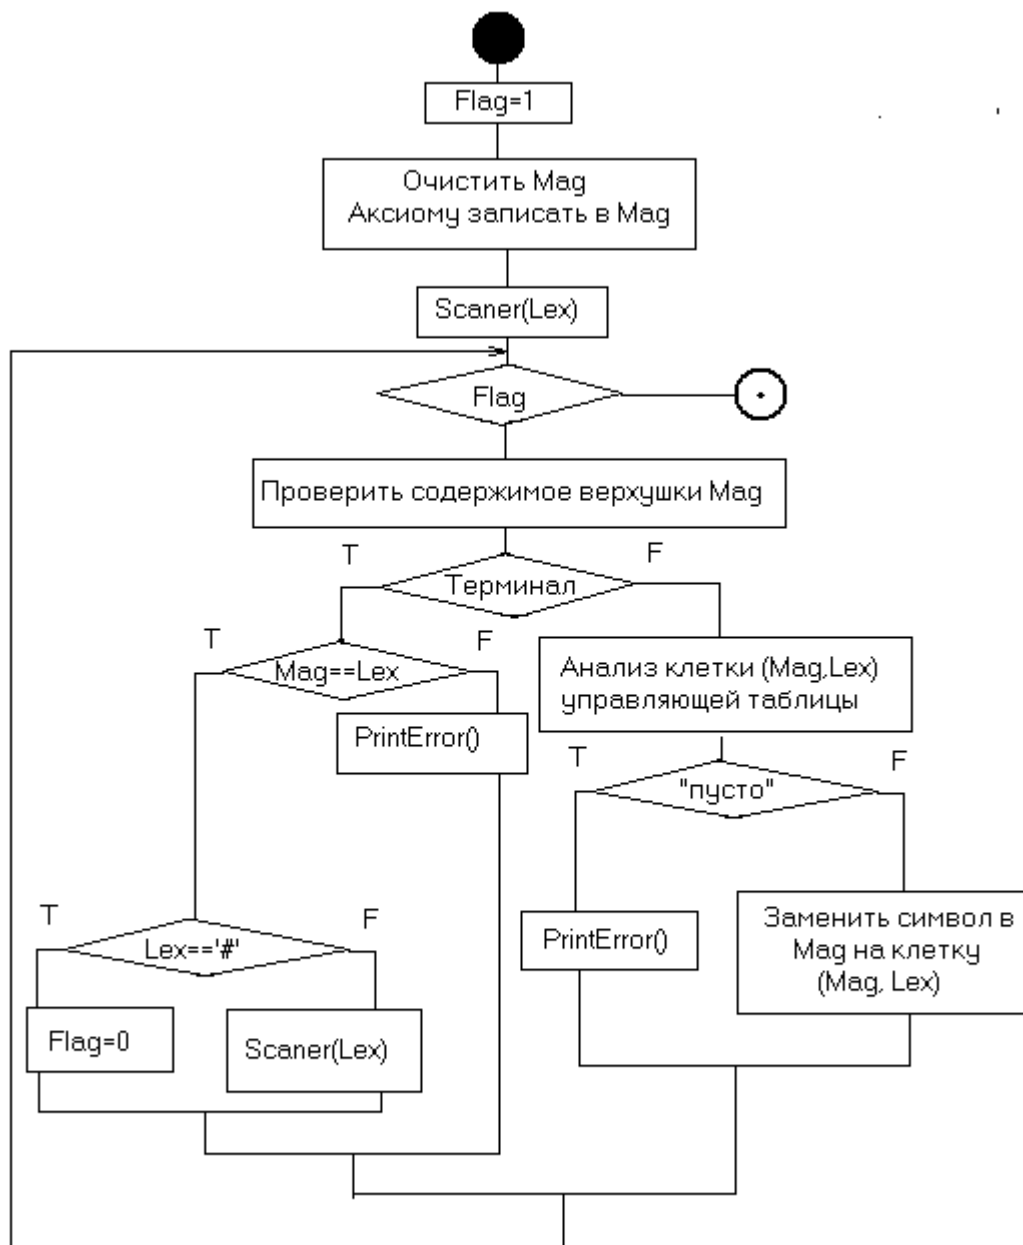 Flag=1
Очистить Mag
Аксиому записать в Mag
Scaner(Lex)
Flag
Проверить содержимое верхушки Mag
T
F
Терминал
T
F
Mag==Lex
Анализ клетки (Mag,Lex)
управляющей таблицы
PrintError()
T
F
"пусто"
T
F
Lex=='#'
PrintError()
Заменить символ в
Mag на клетку
(Mag, Lex)
Flag=0
Scaner(Lex)